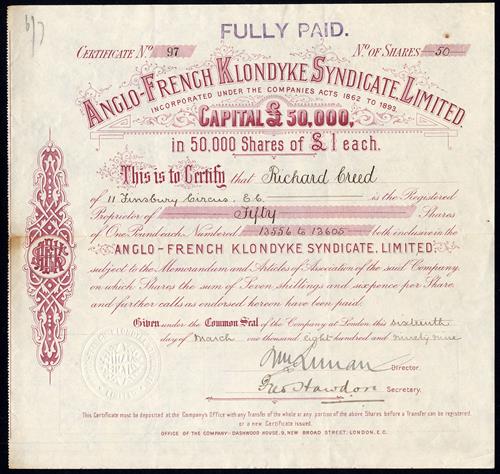 6/7
FULLY PAID.
CERTIFICATE No 97 No OF SHARES 50
ANGLO-FRENCH KLONDYKE SYNDICATE, LIMITED
INCORPORATED UNDER THE COMPANIES ACTS 1862 TO 1893.
CAPITAL £50,000,
in 50,000 Shares of £1 each.
This is to Certify that Richard Creed
of 11 Finsbury Circus. E.C. is the Registered
Proprietor of Fifty Shares
of One Pound each, Numbered 13556 to 13605 both inclusive in the
ANGLO-FRENCH KLONDYKE SYNDICATE, LIMITED,
subject to the Memorandum and Articles of Association of the said Company,
on which Shares the sum of Seven shillings and sixpence per Share,
and further calls as endorsed hereon have been paid.
Given under the Common Seal of the Company at London this sixteenth
day of March one thousand eight hundred and ninety nine
Director.
Geo Hawdon Secretary.
This Certificate must be deposited at the Company's Office with any Transfer of the whole or any portion of the above Shares before a Transfer can be registered,
or a new Certificate issued.
OFFICE OF THE COMPANY- DASHWOOD HOUSE, 9, NEW BROAD STREET, LONDON, E.C.